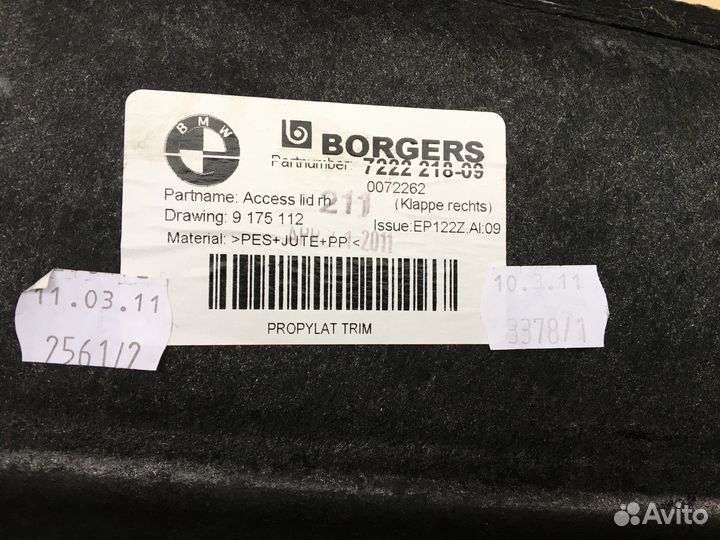 BMW
BORGERS
Partnumber: 7222 218-09
0072262
Partname: Access lid rh
211
(Klappe rechts)
Drawing: 9 175 112
Issue:EP122Z.AI:09
2011
Material: >PES+JUTE+PP<
PROPYLAT TRIM
11.03.11
2561/2
10.3.11
3378/1
Avito